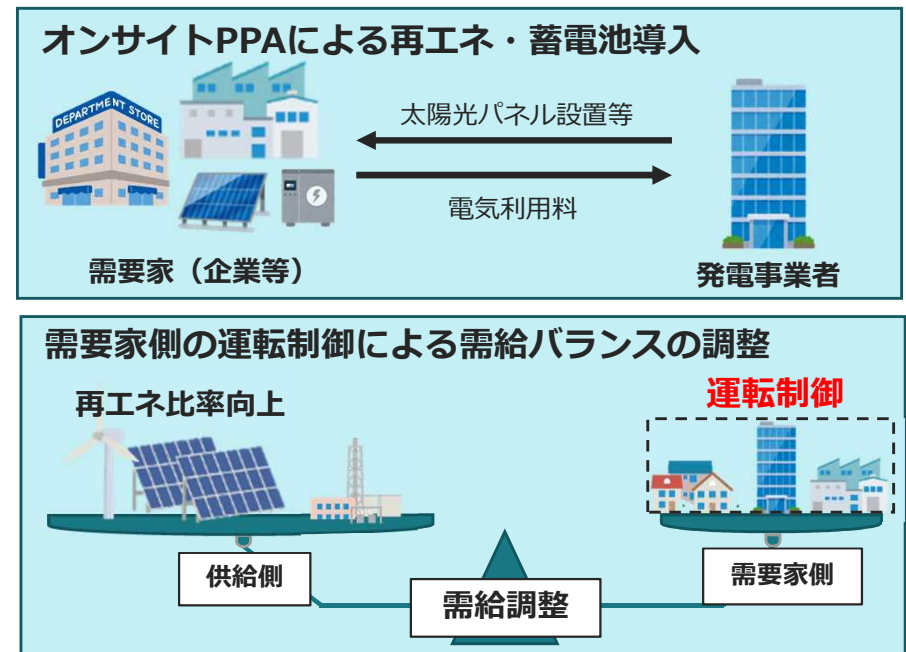 オンサイトPPAによる再エネ・蓄電池導入
DEPARTMENT STORE
太陽光パネル設置等
電気利用料
需要家（企業等）
発電事業者
需要家側の運転制御による需給バランスの調整
再エネ比率向上
運転制御
供給側
需要家側
需給調整